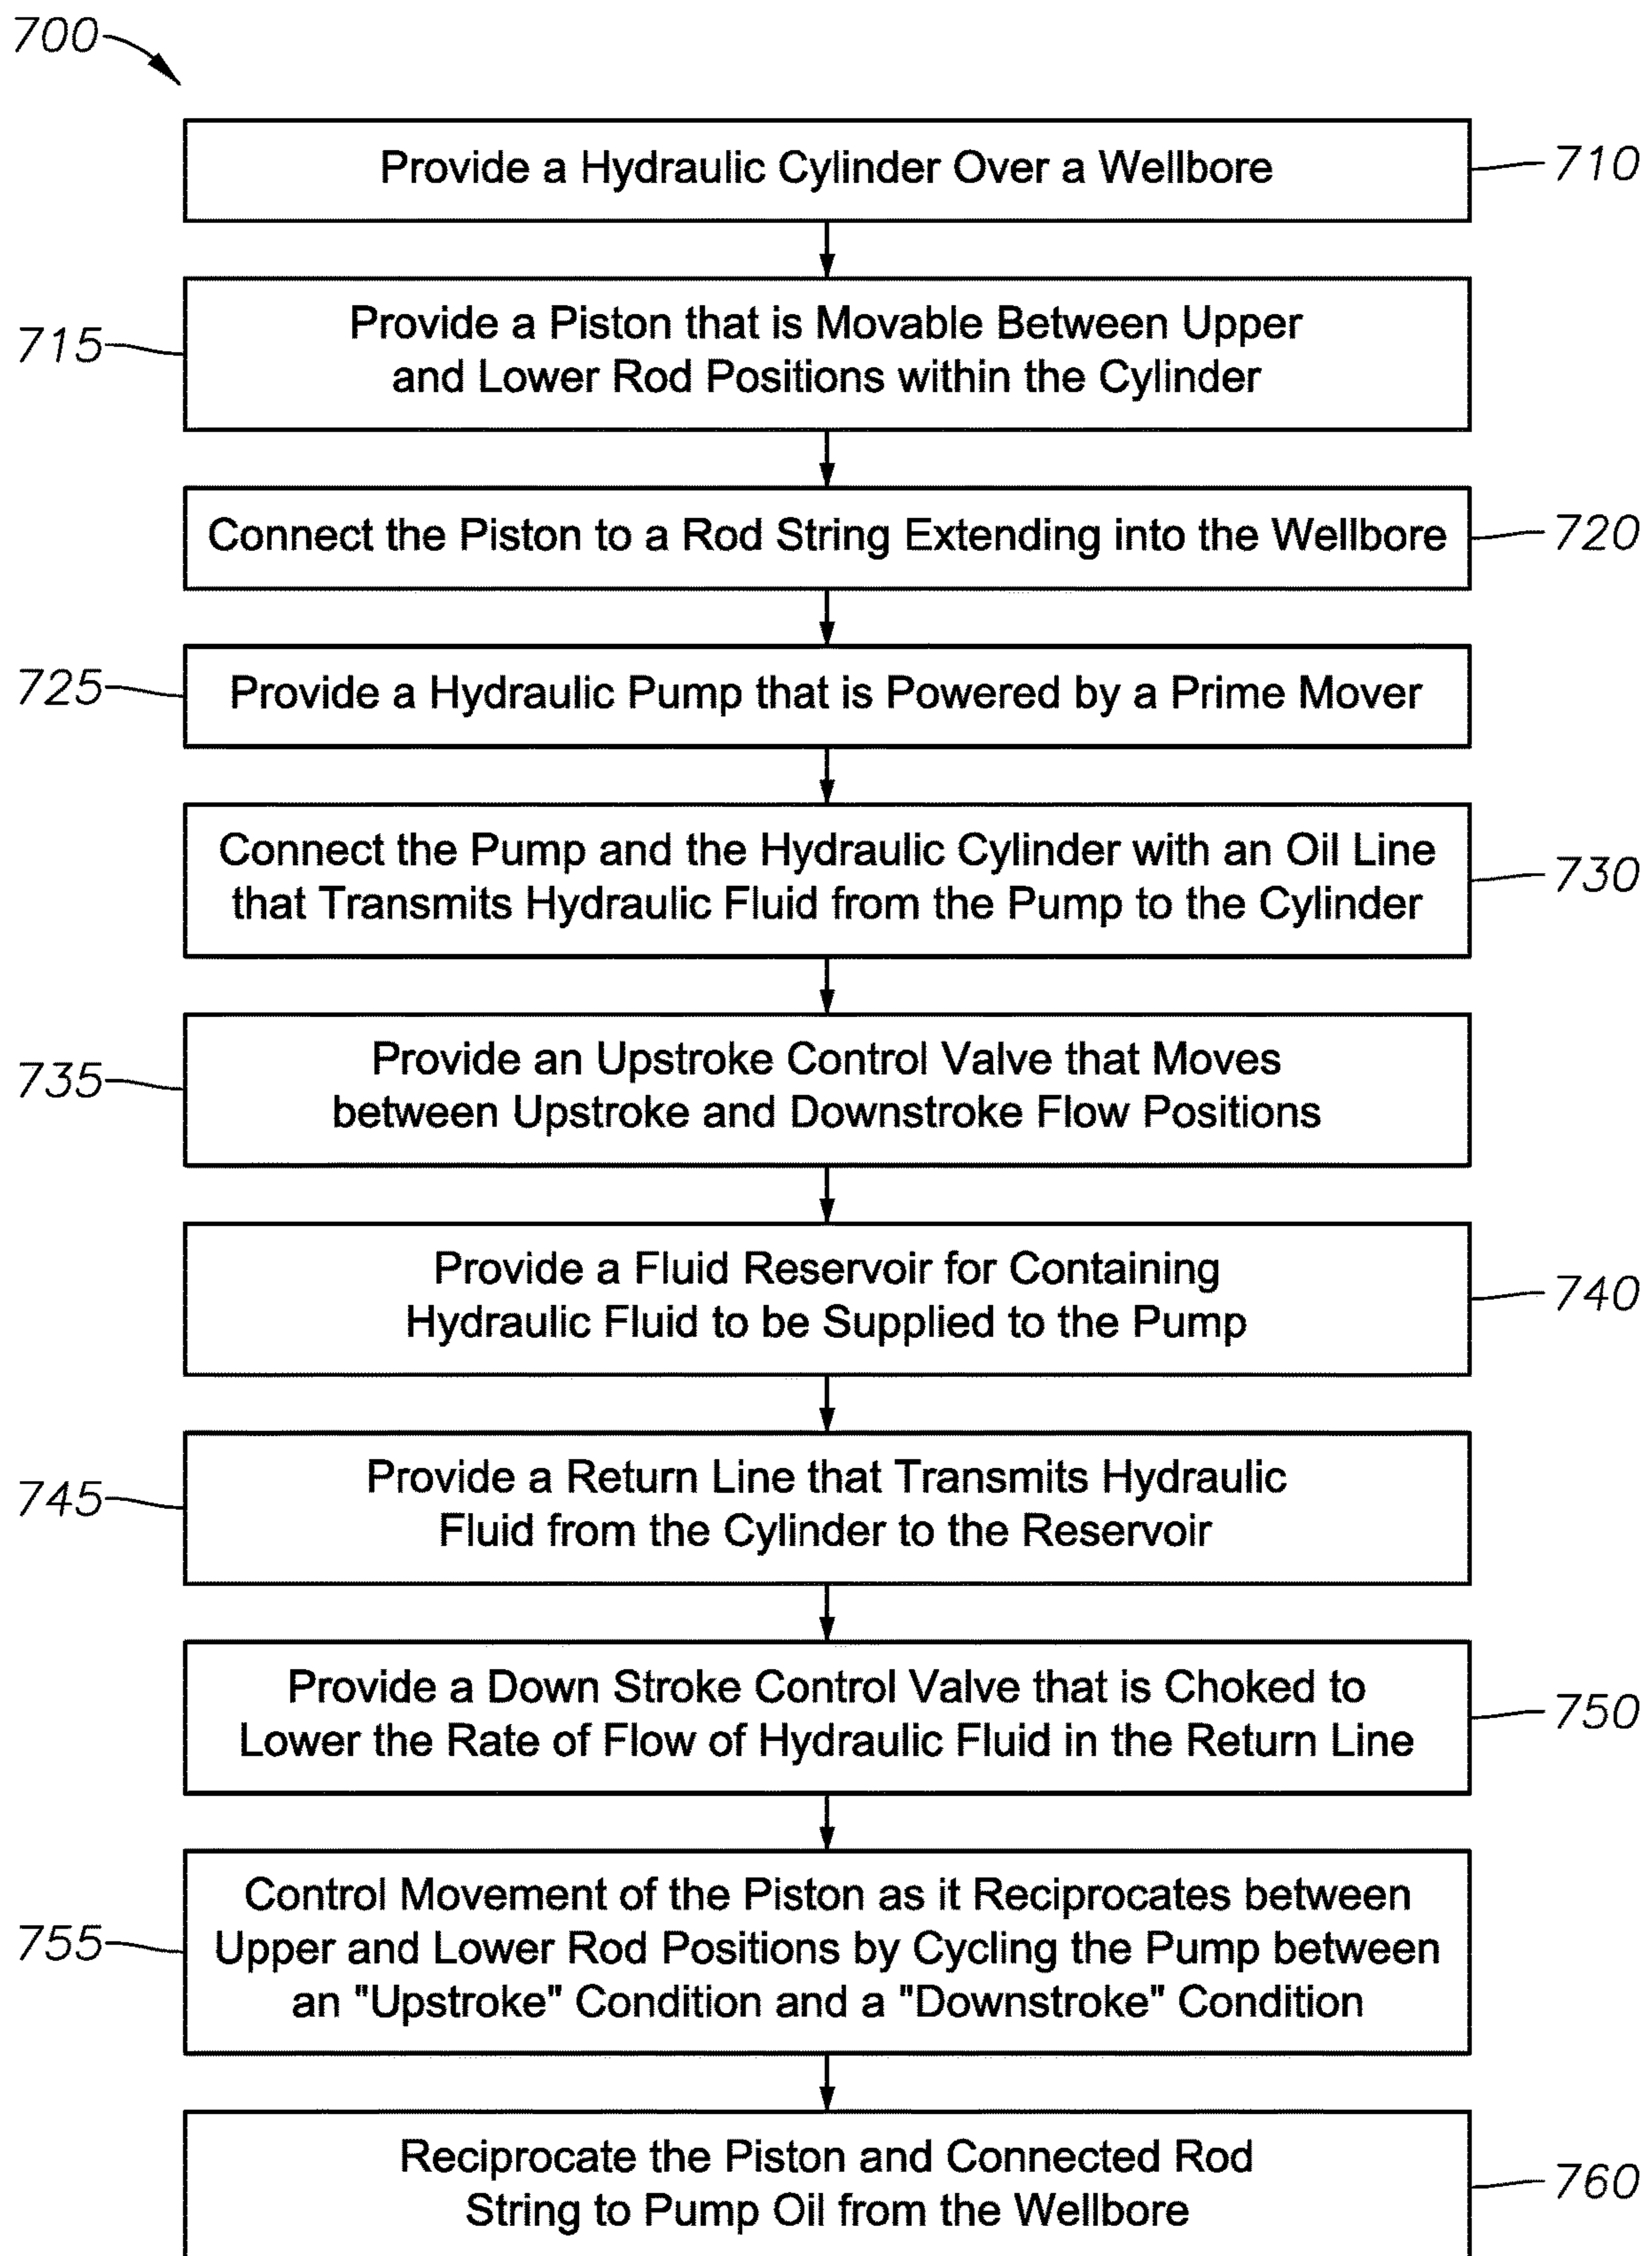 700
Provide a Hydraulic Cylinder Over a Wellbore
710
715
Provide a Piston that is Movable Between Upper
and Lower Rod Positions within the Cylinder
Connect the Piston to a Rod String Extending into the Wellbore
720
725
Provide a Hydraulic Pump that is Powered by a Prime Mover
Connect the Pump and the Hydraulic Cylinder with an Oil Line
that Transmits Hydraulic Fluid from the Pump to the Cylinder
730
735
Provide an Upstroke Control Valve that Moves
between Upstroke and Downstroke Flow Positions
Provide a Fluid Reservoir for Containing
Hydraulic Fluid to be Supplied to the Pump
740
745
Provide a Return Line that Transmits Hydraulic
Fluid from the Cylinder to the Reservoir
Provide a Down Stroke Control Valve that is Choked to
Lower the Rate of Flow of Hydraulic Fluid in the Return Line
750
755
Control Movement of the Piston as it Reciprocates between
Upper and Lower Rod Positions by Cycling the Pump between
an "Upstroke" Condition and a "Downstroke" Condition
Reciprocate the Piston and Connected Rod
String to Pump Oil from the Wellbore
760